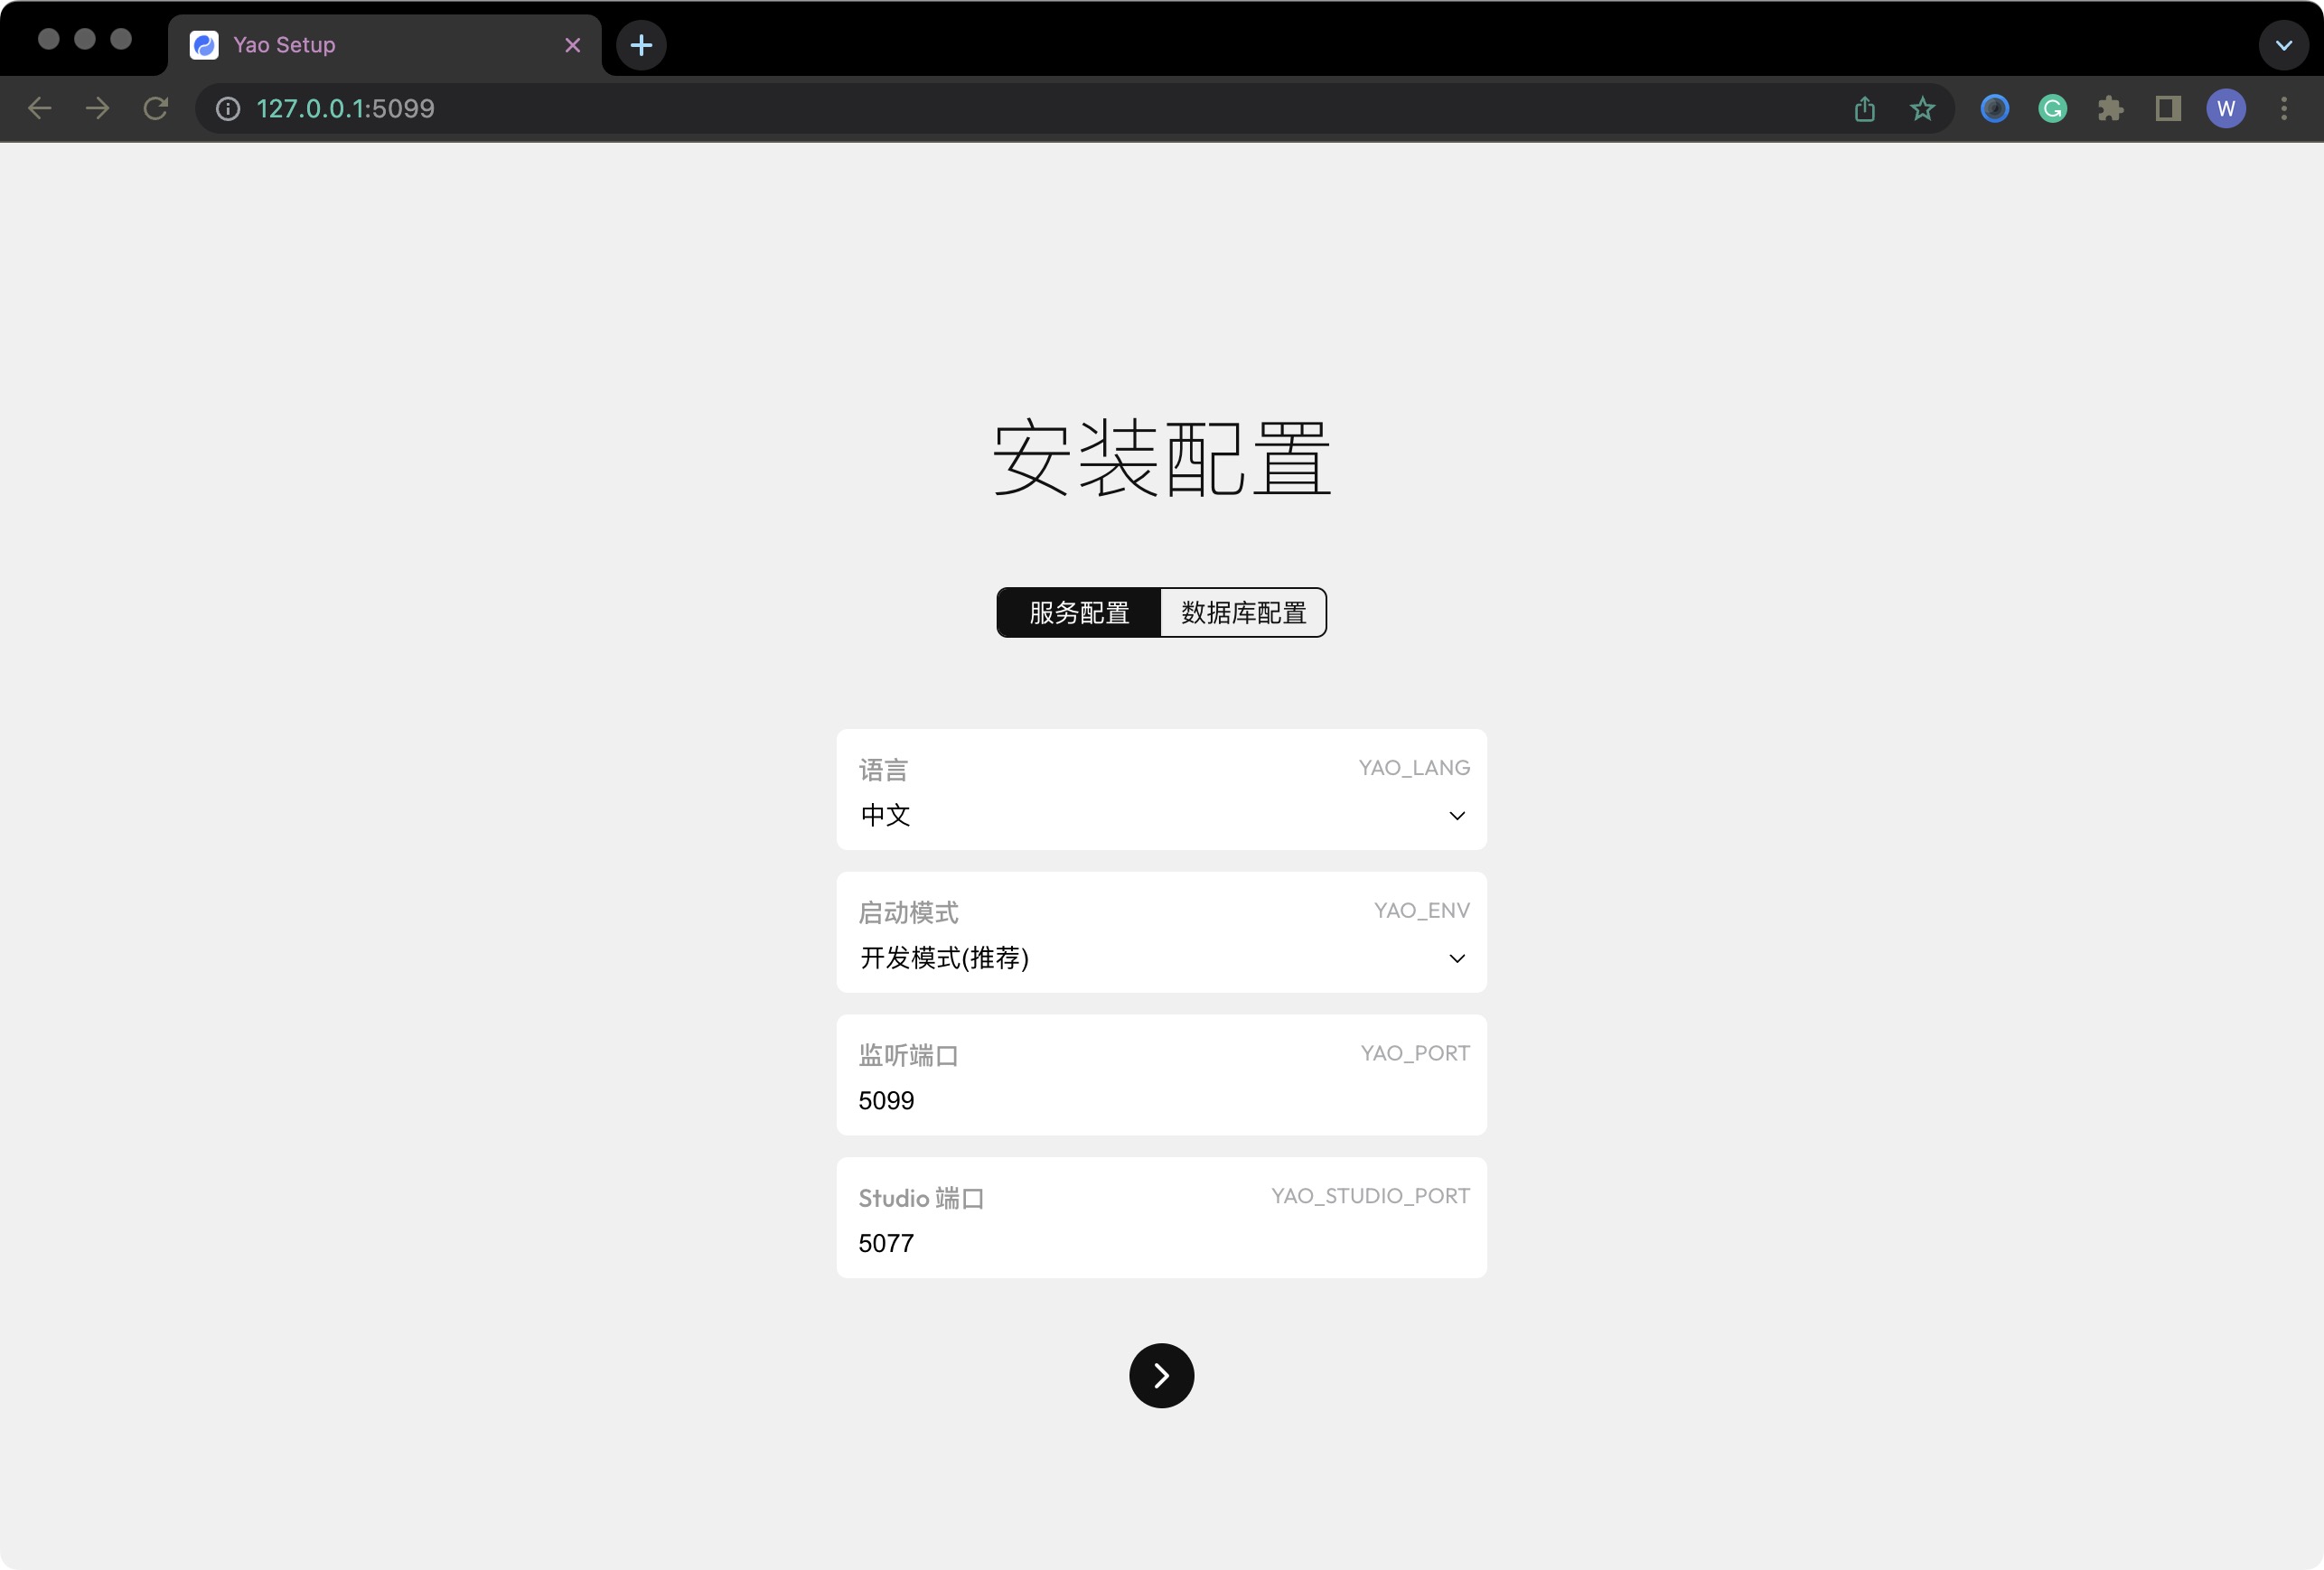 Yao Setup
127.0.0.1:5099
W
安装配置
服务配置 数据库配置
语言 YAO_LANG
中文
启动模式 YAO_ENV
开发模式(推荐)
监听端口 YAO_PORT
5099
Studio 端口 YAO_STUDIO_PORT
5077